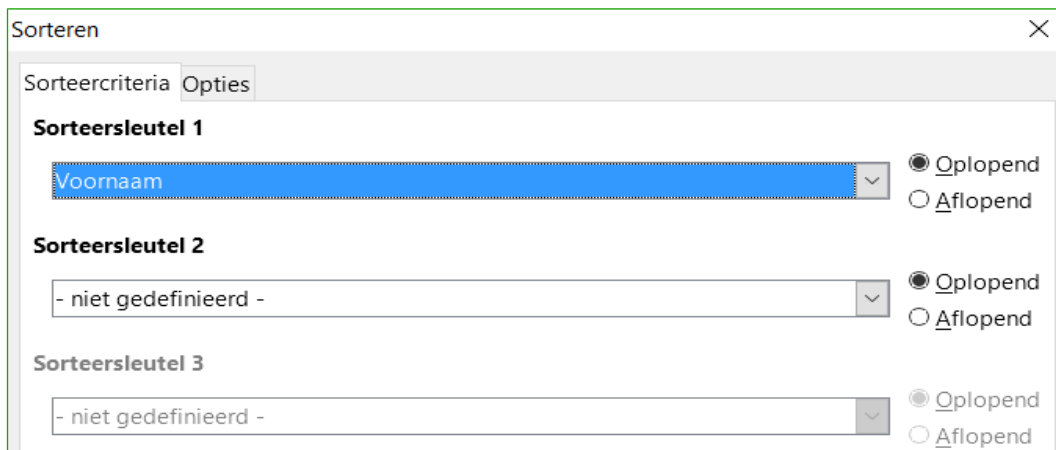 Sorteren
Sorteercriteria Opties
Sorteersleutel 1
Voornaam
Oplopend
Aflopend
Sorteersleutel 2
- niet gedefinieerd -
Oplopend
Aflopend
Sorteersleutel 3
- niet gedefinieerd -
Oplopend
Aflopend